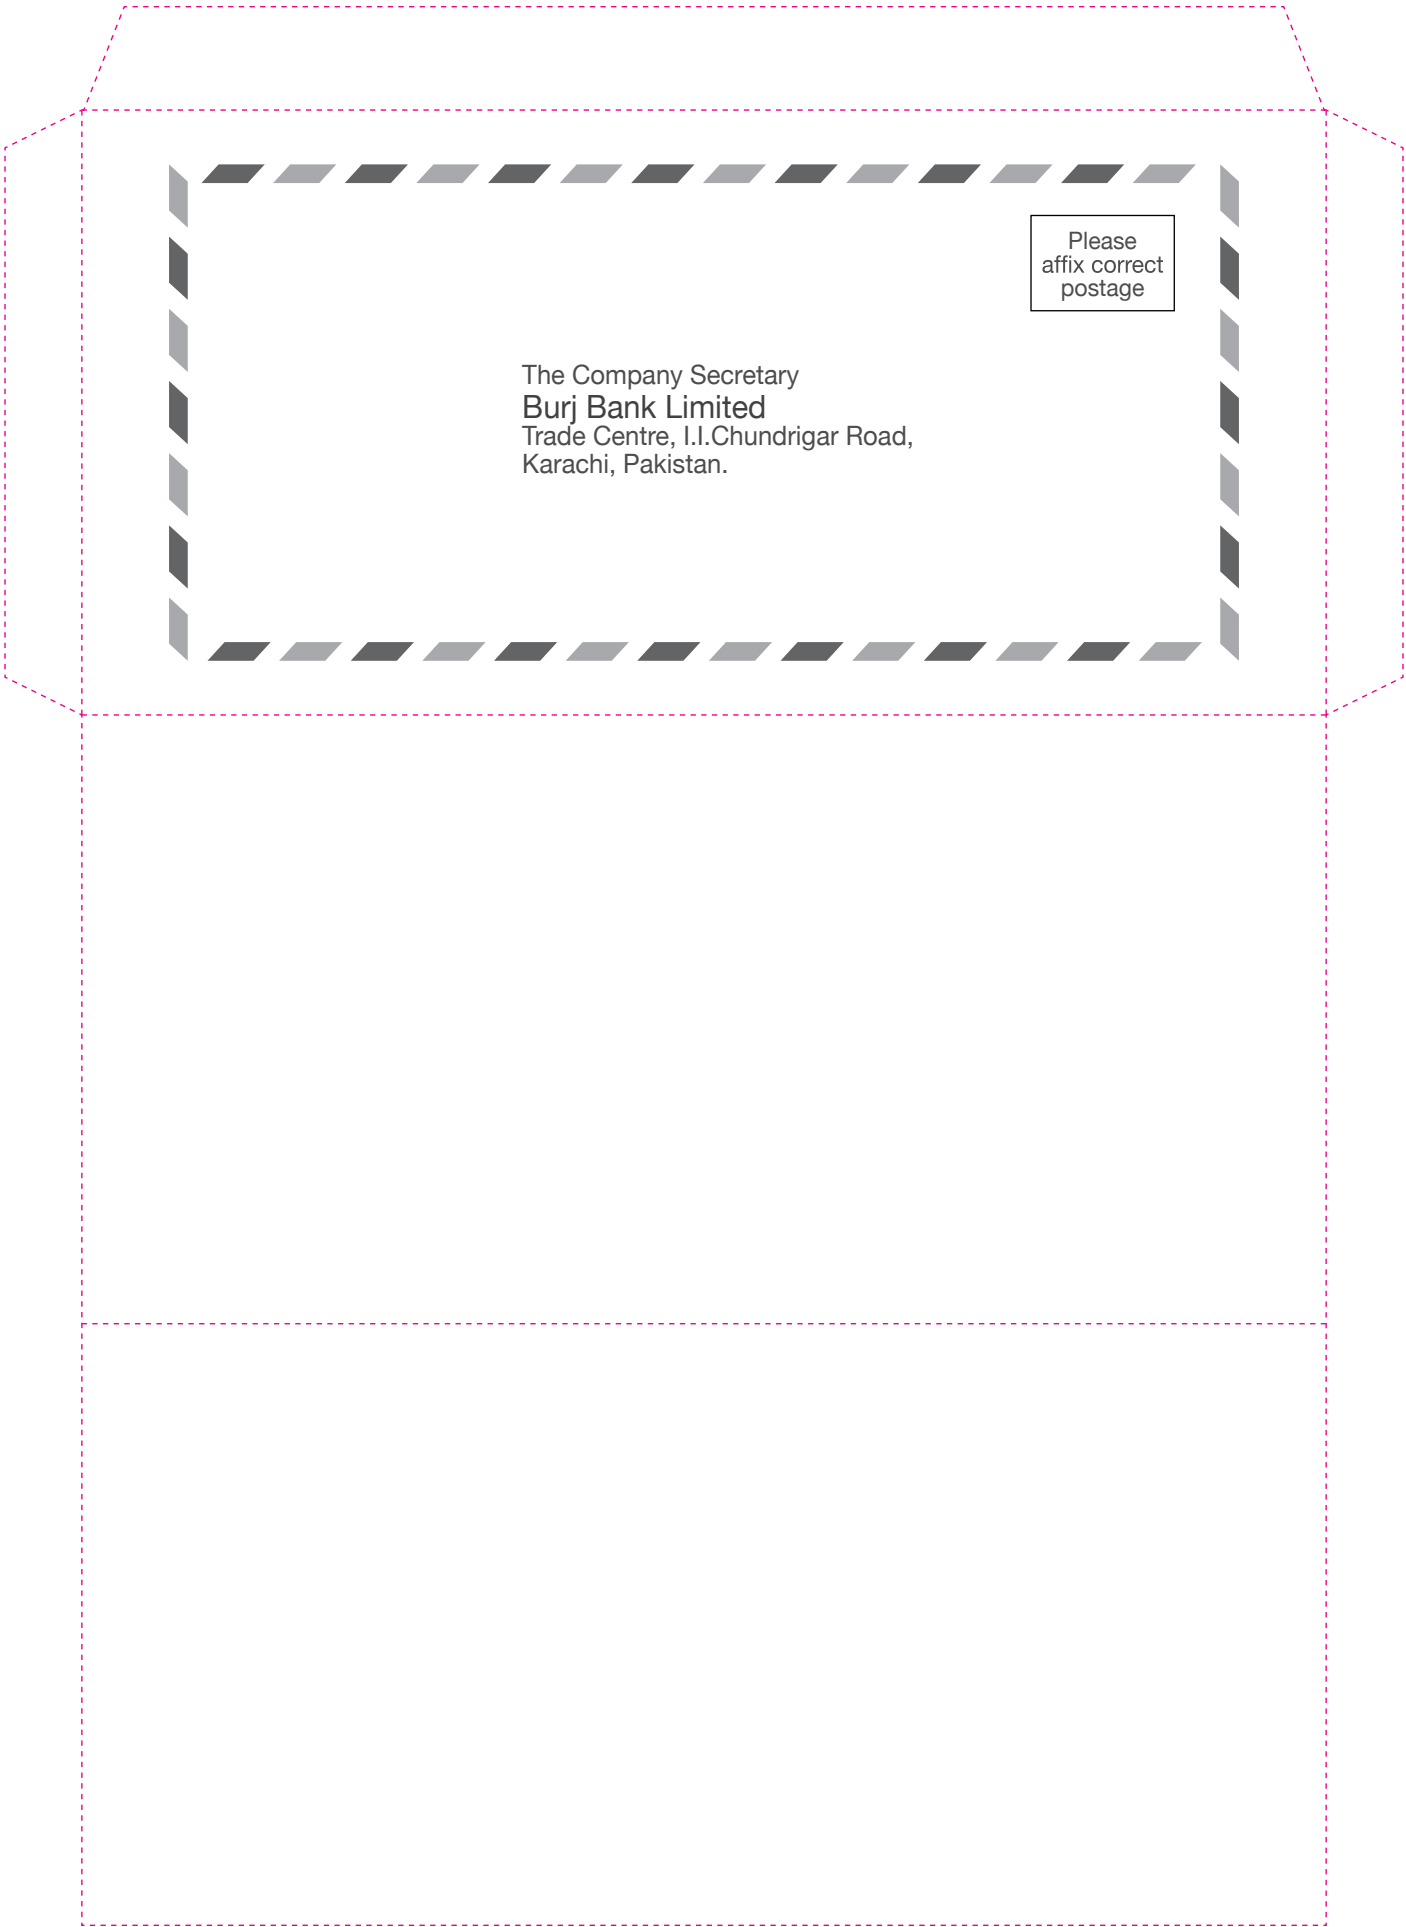 Please
affix correct
postage
The Company Secretary
Burj Bank Limited
Trade Centre, I.I.Chundrigar Road,
Karachi, Pakistan.